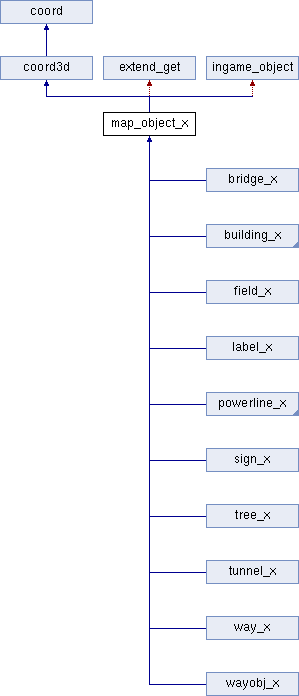 coord
coord3d
extend_get
ingame_object
map_object_x
bridge_x
building_x
field_x
label_x
powerline_x
sign_x
tree_x
tunnel_x
way_x
wayobj_x